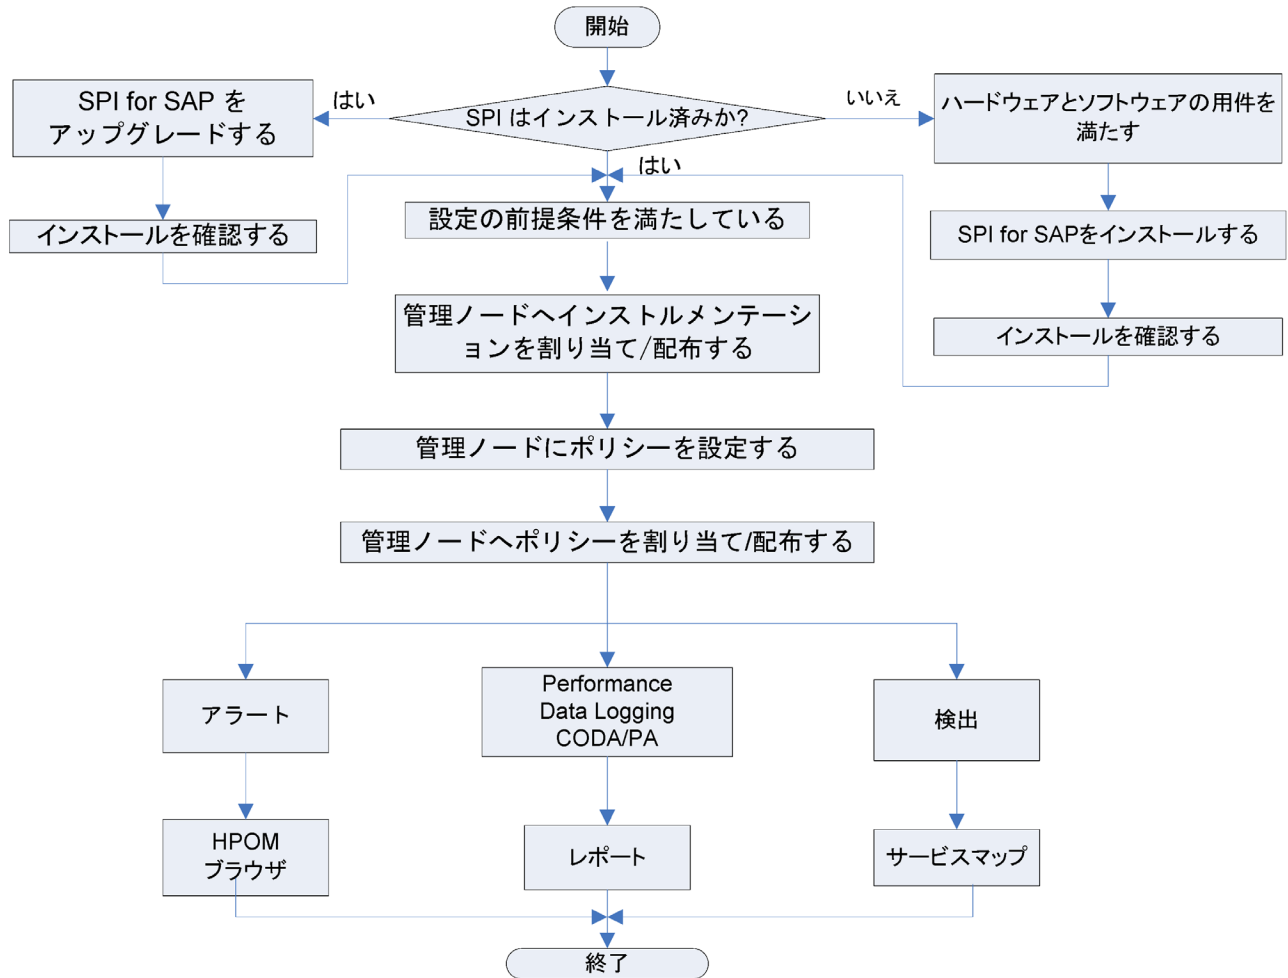 開始
SPI for SAP を
アップグレードする
はい
SPI はインストール済みか?
いいえ
ハードウェアとソフトウェアの用件を
満たす
はい
設定の前提条件を満たしている
インストールを確認する
SPI for SAPをインストールする
管理ノードへインストルメンテーシ
ョンを割り当て/配布する
インストールを確認する
管理ノードにポリシーを設定する
管理ノードへポリシーを割り当て/配布する
アラート
Performance
Data Logging
CODA/PA
検出
HPOM
ブラウザ
レポート
サービスマップ
終了